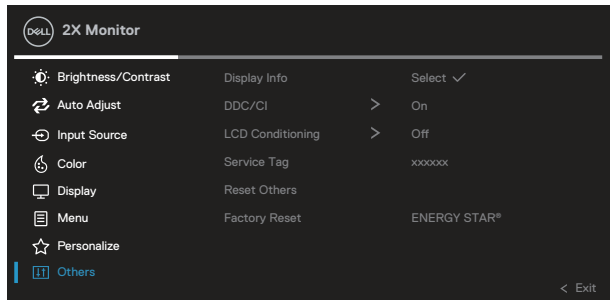 DELL 2X Monitor
Brightness/Contrast Display Info Select ✓
Auto Adjust DDC/CI > On
Input Source LCD Conditioning > Off
Color Service Tag xxxxxx
Display Reset Others
Menu Factory Reset ENERGY STAR®
Personalize
Others
< Exit